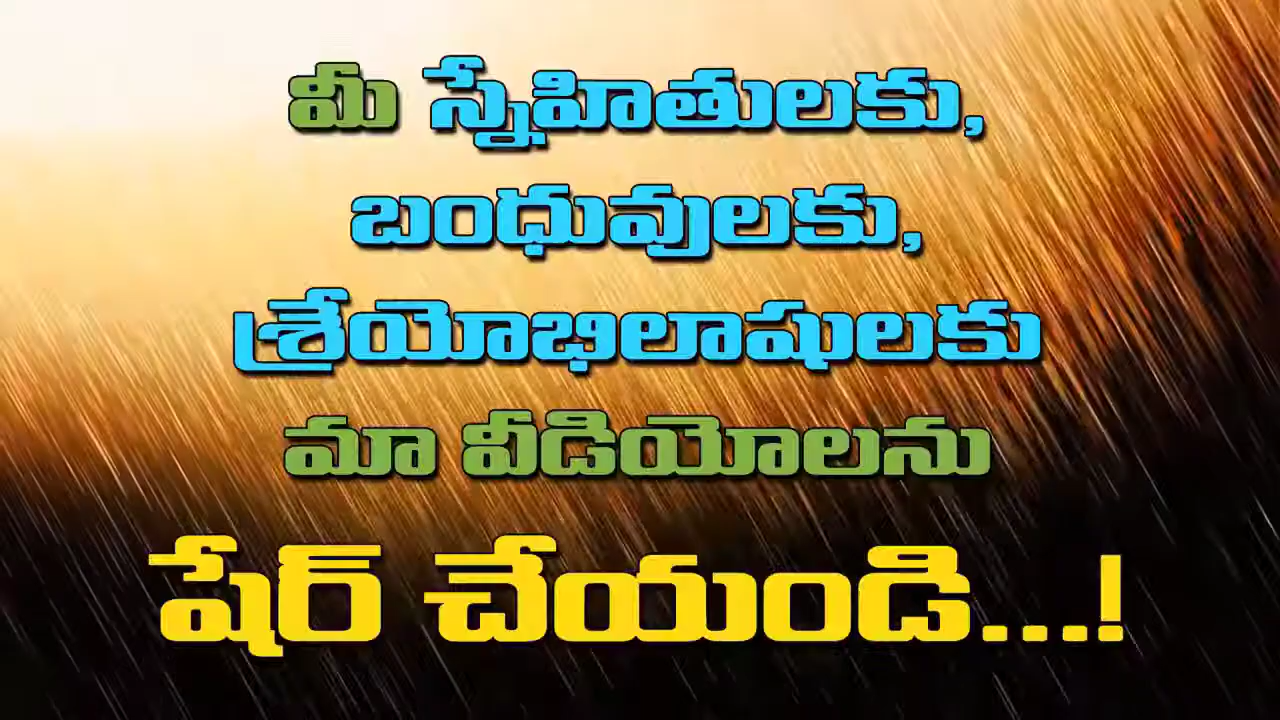 మీ స్నేహితులకు,
బంధువులకు,
శ్రేయోభిలాషులకు
మా వీడియోలను
షేర్ చేయండి...!